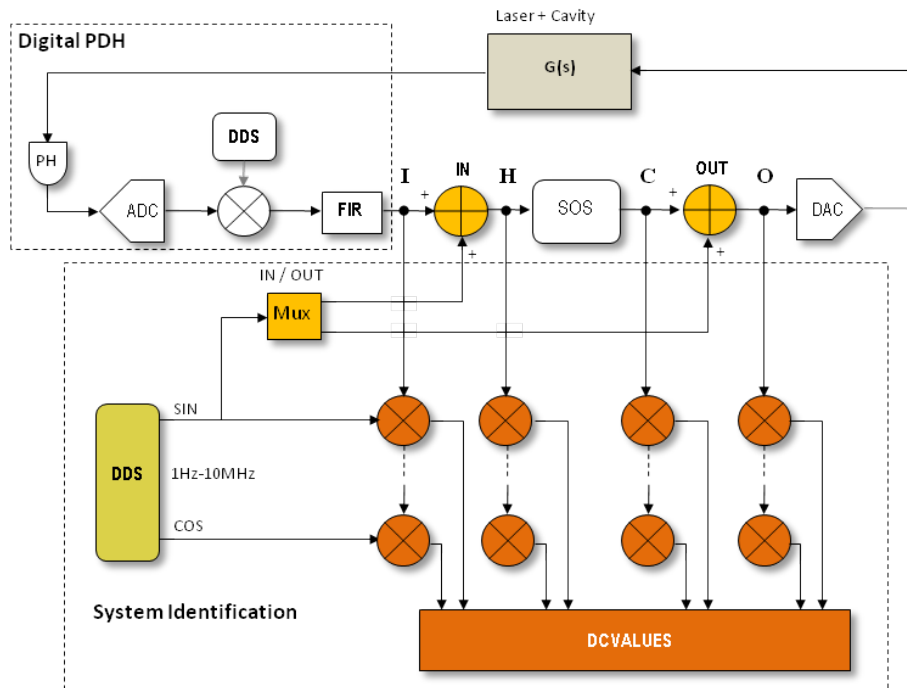 Laser + Cavity
Digital PDH
G(s)
DDS
PH
ADC
FIR
I
+
IN
+
H
SOS
C
+
OUT
+
O
DAC
IN / OUT
Mux
SIN
DDS
1Hz-10MHz
COS
System Identification
DCVALUES